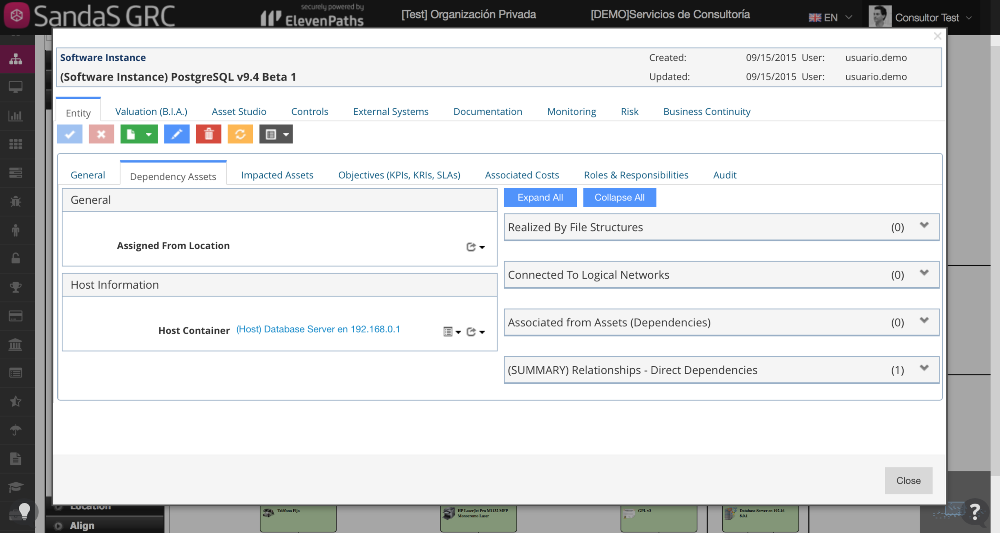 SandaS GRC
securely powered by
ElevenPaths
[Test] Organización Privada
[DEMO]Servicios de Consultoría
EN
Consultor Test
Software Instance
Created: 09/15/2015 User: usuario.demo
(Software Instance) PostgreSQL v9.4 Beta 1
Updated: 09/15/2015 User: usuario.demo
Entity Valuation (B.I.A.) Asset Studio Controls External Systems Documentation Monitoring Risk Business Continuity
General Dependency Assets Impacted Assets Objectives (KPIs, KRIs, SLAs) Associated Costs Roles & Responsibilities Audit
General
Assigned From Location
Host Information
Host Container (Host) Database Server en 192.168.0.1
Expand All Collapse All
Realized By File Structures (0)
Connected To Logical Networks (0)
Associated from Assets (Dependencies) (0)
(SUMMARY) Relationships - Direct Dependencies (1)
Close
Location
Align
Teléfono Fijo
HP LaserJet Pro M1132 MFP
Monocromo Laser
GPL v3
Database Server en 192.16
8.0.1
?